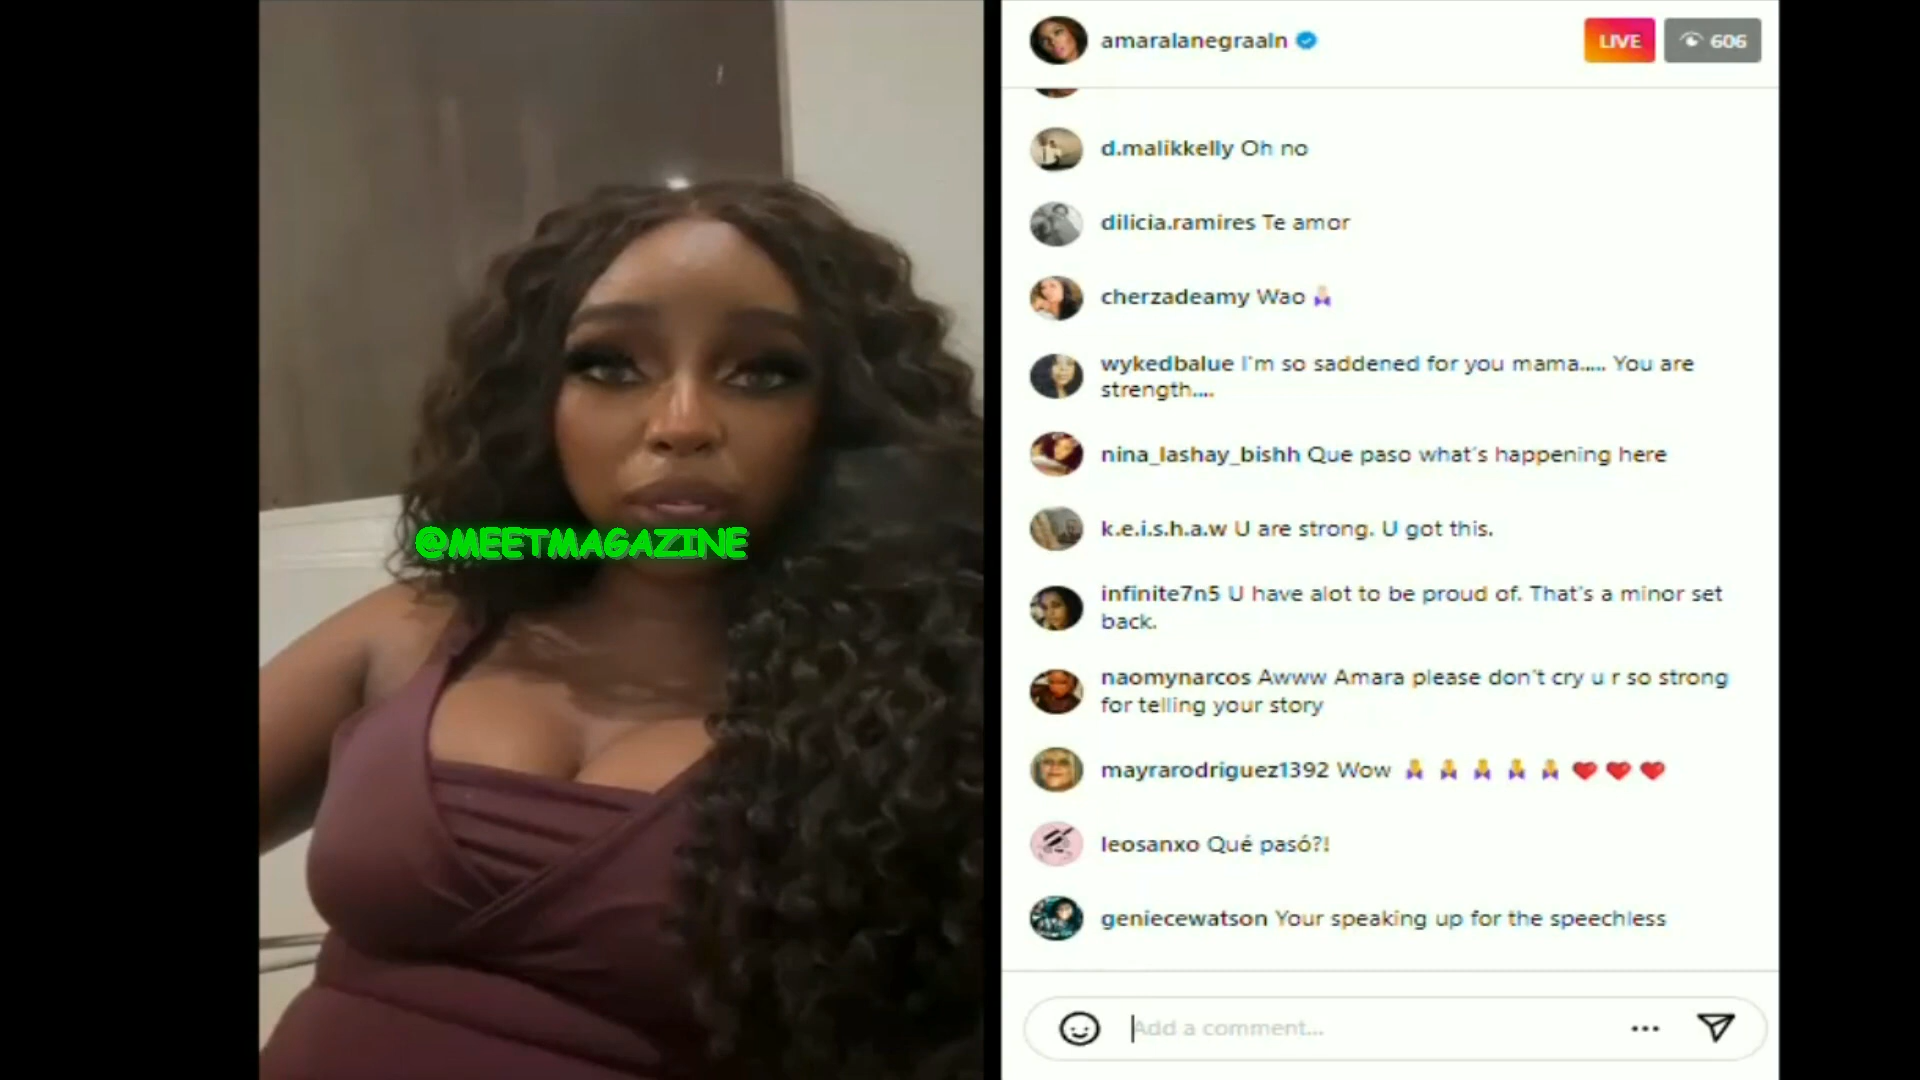 @MEETMAGAZINE
amaralanegraaln
LIVE
606
d.malikkelly Oh no
dilicia.ramires Te amor
cherzadeamy Wao
wykedbalue I'm so saddened for you mama..... You are
strength....
nina_lashay_bishh Que paso what's happening here
k.e.i.s.h.a.w U are strong. U got this.
infinite7n5 U have alot to be proud of. That's a minor set
back.
naomynarcos Awww Amara please don't cry u r so strong
for telling your story
mayrarodriguez1392 Wow
leosanxo Qué pasó?!
geniecewatson Your speaking up for the speechless
Add a comment...